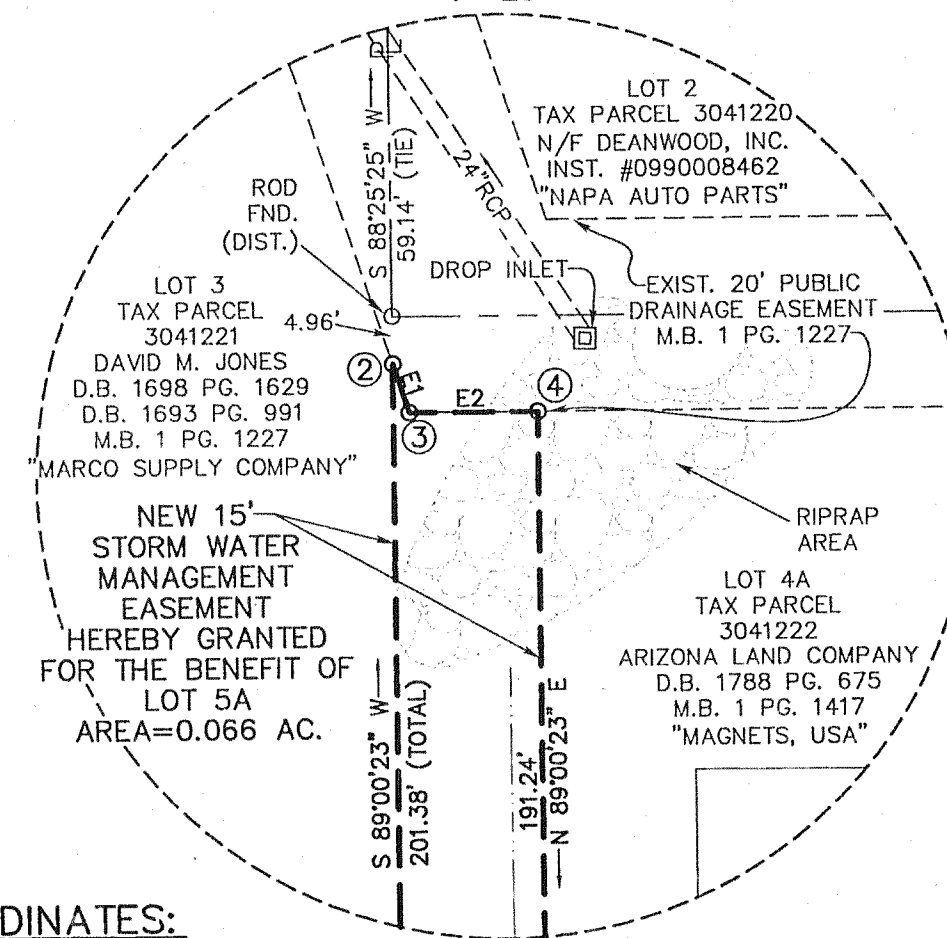 LOT 2
TAX PARCEL 3041220
N/F DEANWOOD, INC.
INST. #0990008462
"NAPA AUTO PARTS"
S 88°25'25" W
59.14' (TIE)
24"RCP
ROD
FND.
(DIST.)
DROP INLET
EXIST. 20' PUBLIC
DRAINAGE EASEMENT
M.B. 1 PG. 1227
LOT 3
TAX PARCEL
3041221
DAVID M. JONES
D.B. 1698 PG. 1629
D.B. 1693 PG. 991
M.B. 1 PG. 1227
"MARCO SUPPLY COMPANY"
4.96'
2
E1
3
E2
4
NEW 15'
STORM WATER
MANAGEMENT
EASEMENT
HEREBY GRANTED
FOR THE BENEFIT OF
LOT 5A
AREA=0.066 AC.
RIPRAP
AREA
LOT 4A
TAX PARCEL
3041222
ARIZONA LAND COMPANY
D.B. 1788 PG. 675
M.B. 1 PG. 1417
"MAGNETS, USA"
S 89°00'23" W
201.38' (TOTAL)
191.24'
N 89°00'23" E
DINATES: